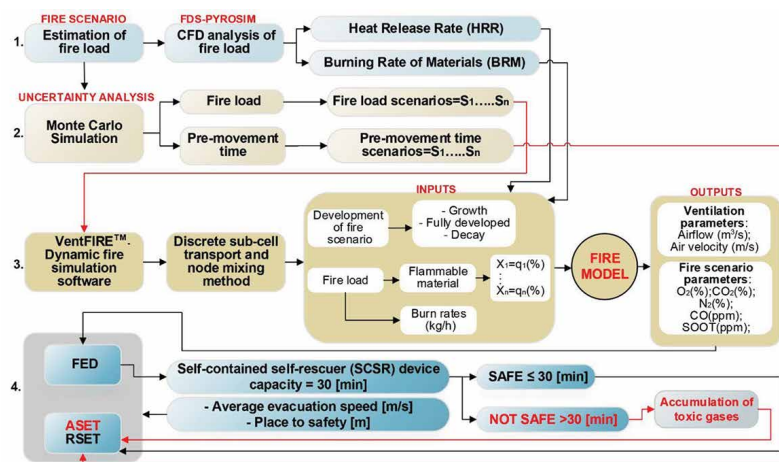 FIRE SCENARIO
FDS-PYROSIM
1.
Estimation of
fire load
CFD analysis of
fire load
Heat Release Rate (HRR)
Burning Rate of Materials (BRM)
UNCERTAINTY ANALYSIS
2.
Monte Carlo
Simulation
Fire load
Fire load scenarios=S₁.....Sₙ
Pre-movement
time
Pre-movement time
scenarios=S₁.....Sₙ
INPUTS
OUTPUTS
3.
VentFIRE™-
Dynamic fire
simulation
software
Discrete sub-cell
transport and
node mixing
method
Development of
fire scenario
- Growth
- Fully developed
- Decay
Fire load
Flammable
material
X₁=q₁(%)
⋮
Xₙ=qₙ(%)
Burn rates
(kg/h)
FIRE
MODEL
Ventilation
parameters:
Airflow (m³/s);
Air velocity (m/s)
Fire scenario
parameters:
O₂(%);CO₂(%);
N₂(%);
CO(ppm);
SOOT(ppm);
4.
FED
Self-contained self-rescuer (SCSR) device
capacity = 30 [min]
SAFE ≤ 30 [min]
- Average evacuation speed [m/s]
- Place to safety [m]
NOT SAFE >30 [min]
Accumulation of
toxic gases
ASET
RSET